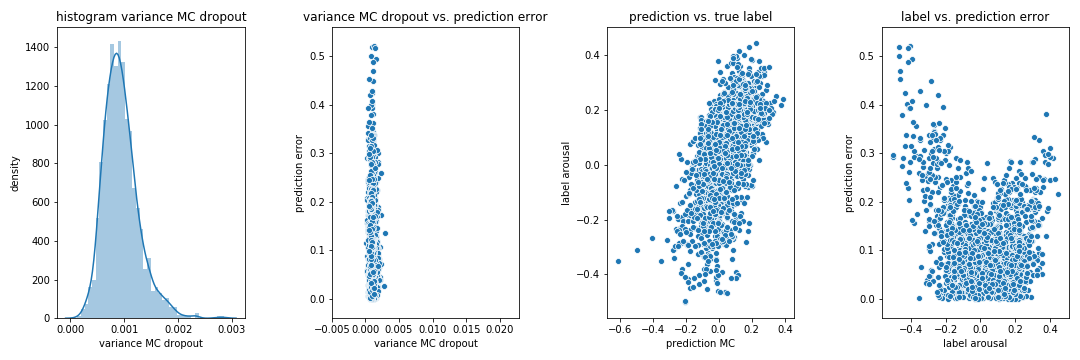 histogram variance MC dropout
density
1400
1200
1000
800
600
400
200
0
0.000 0.001 0.002 0.003
variance MC dropout
variance MC dropout vs. prediction error
prediction error
0.5
0.4
0.3
0.2
0.1
0.0
−0.005 0.000 0.005 0.010 0.015 0.020
variance MC dropout
prediction vs. true label
label arousal
0.4
0.2
0.0
−0.2
−0.4
−0.6 −0.4 −0.2 0.0 0.2 0.4
prediction MC
label vs. prediction error
prediction error
0.5
0.4
0.3
0.2
0.1
0.0
−0.4 −0.2 0.0 0.2 0.4
label arousal